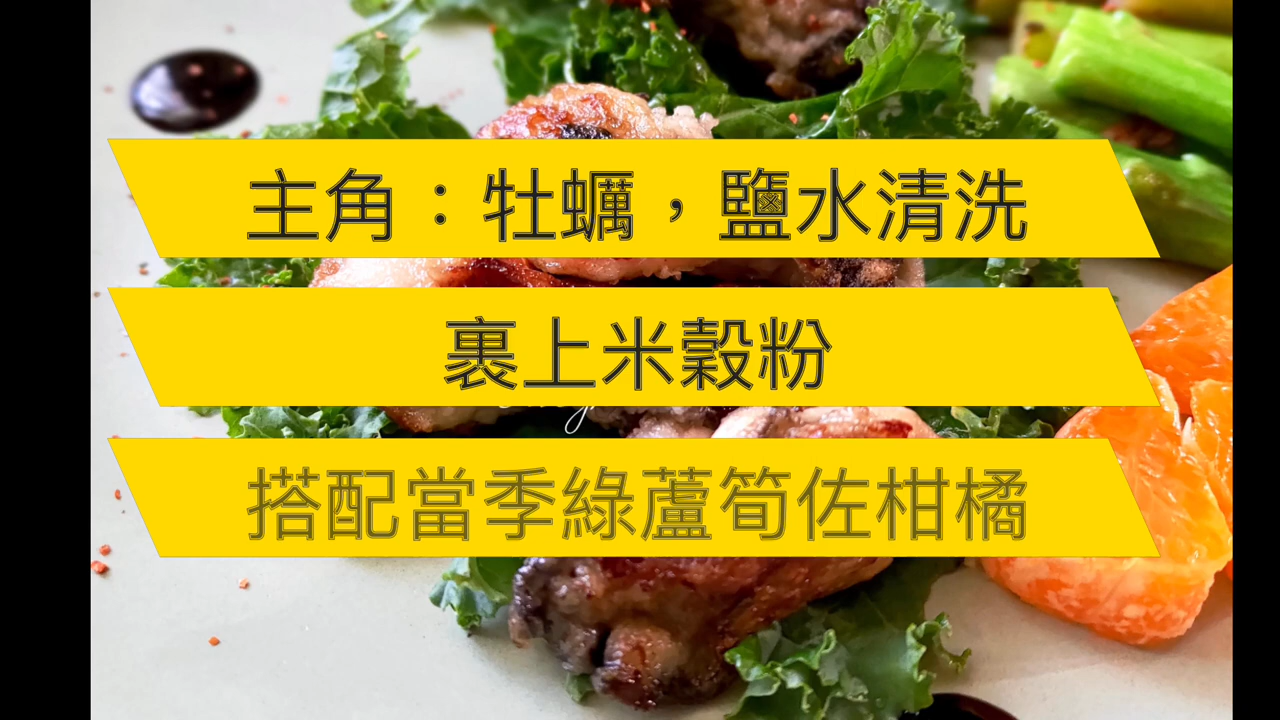 主角：牡蠣，鹽水清洗
裹上米穀粉
搭配當季綠蘆筍佐柑橘